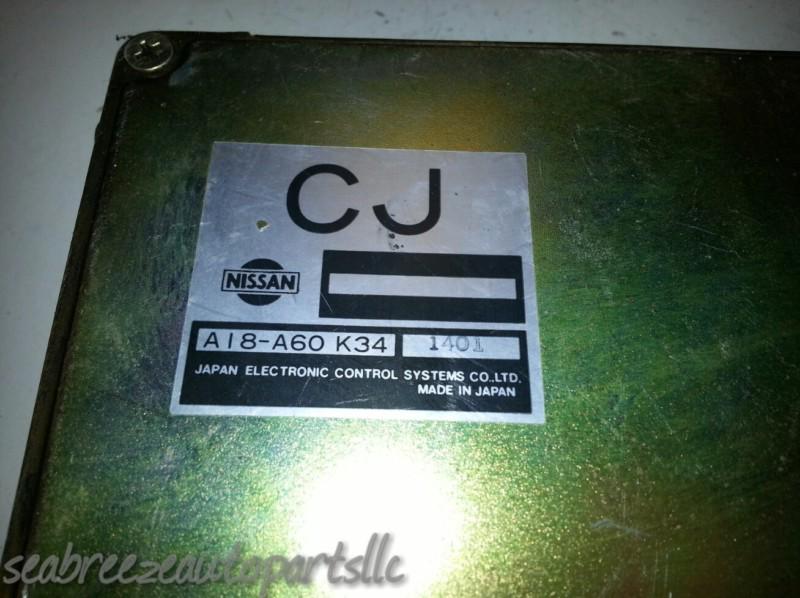 CJ
NISSAN
A18-A60 K34 1401
JAPAN ELECTRONIC CONTROL SYSTEMS CO.,LTD.
MADE IN JAPAN
seabreezeautopartsllc